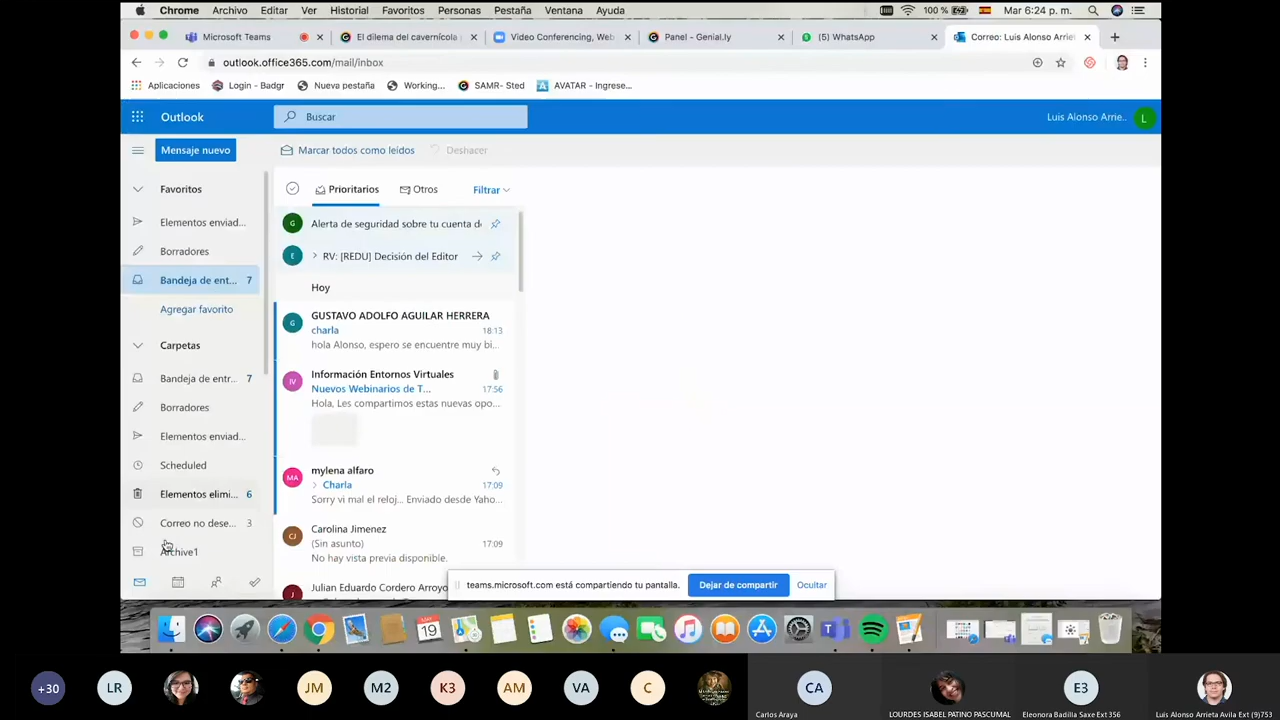 Chrome Archivo Editar Ver Historial Favoritos Personas Pestaña Ventana Ayuda 100 % Mar 6:24 p. m.
Microsoft Teams El dilema del cavernícola Video Conferencing, Web Panel - Genial.ly (5) WhatsApp Correo: Luis Alonso Arrie
outlook.office365.com/mail/inbox
Aplicaciones Login - Badgr Nueva pestaña Working... SAMR- Sted AVATAR - Ingrese...
Outlook Buscar Luis Alonso Arrie.. L
Mensaje nuevo Marcar todos como leídos Deshacer
Favoritos Prioritarios Otros Filtrar
Elementos enviad... G Alerta de seguridad sobre tu cuenta d
Borradores E RV: [REDU] Decisión del Editor
Bandeja de ent... 7 Hoy
Agregar favorito G GUSTAVO ADOLFO AGUILAR HERRERA
charla 18:13
Carpetas hola Alonso, espero se encuentre muy bi...
Bandeja de entr... 7 IV Información Entornos Virtuales
Nuevos Webinarios de T... 17:56
Borradores Hola, Les compartimos estas nuevas opo...
Elementos enviad...
Scheduled MA mylena alfaro
Charla 17:09
Elementos elimi... 6 Sorry vi mal el reloj... Enviado desde Yaho...
Correo no dese... 3 CJ Carolina Jimenez
(Sin asunto) 17:09
Archive1 No hay vista previa disponible.
J Julian Eduardo Cordero Arroyo
teams.microsoft.com está compartiendo tu pantalla. Dejar de compartir Ocultar
19
+30 LR JM M2 K3 AM VA C CA E3
Carlos Araya LOURDES ISABEL PATINO PASCUMAL Eleonora Badilla Saxe Ext 356 Luis Alonso Arrieta Avila Ext (9)753